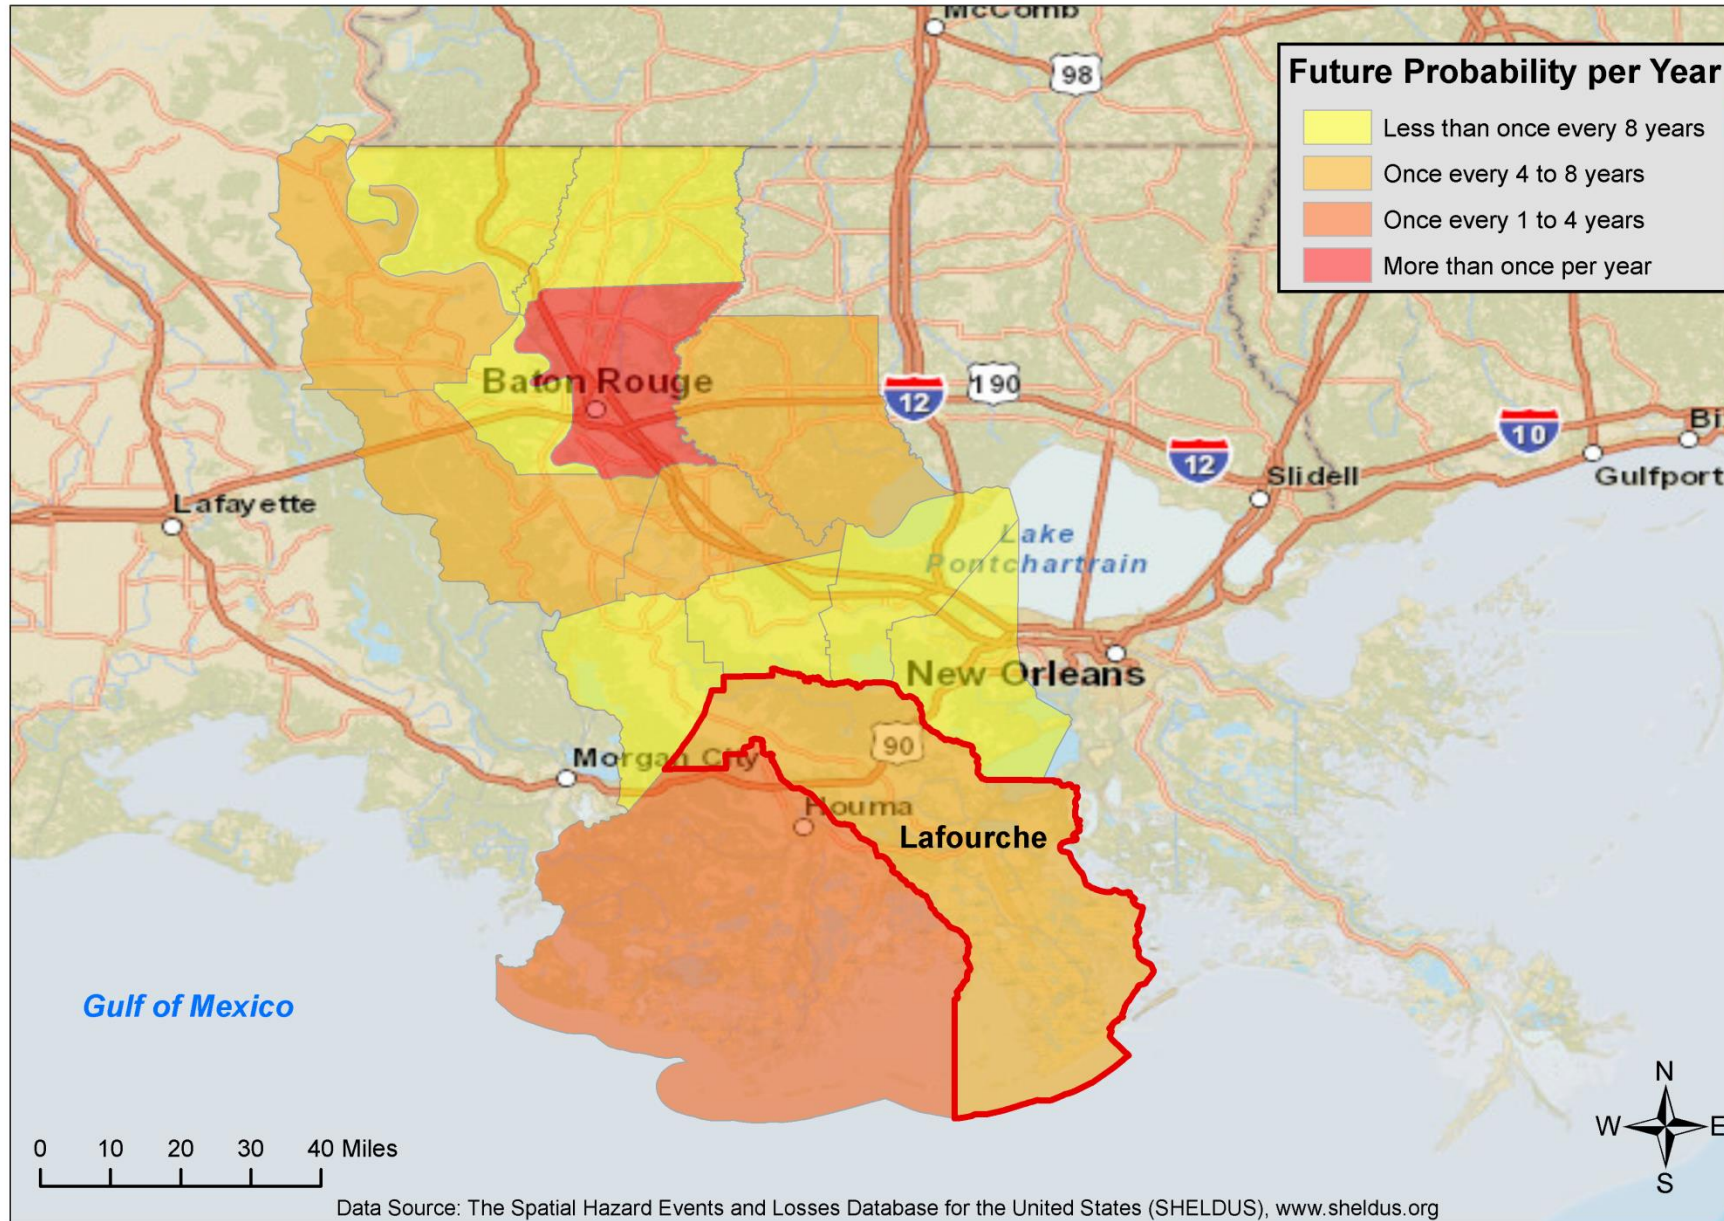 McComb
98
Future Probability per Year
Less than once every 8 years
Once every 4 to 8 years
Once every 1 to 4 years
More than once per year
Baton Rouge
12
190
12
10
Bi
Slidell
Gulfport
Lafayette
Lake
Pontchartrain
New Orleans
90
Morgan City
Houma
Lafourche
Gulf of Mexico
N
W
E
S
0 10 20 30 40 Miles
Data Source: The Spatial Hazard Events and Losses Database for the United States (SHELDUS), www.sheldus.org